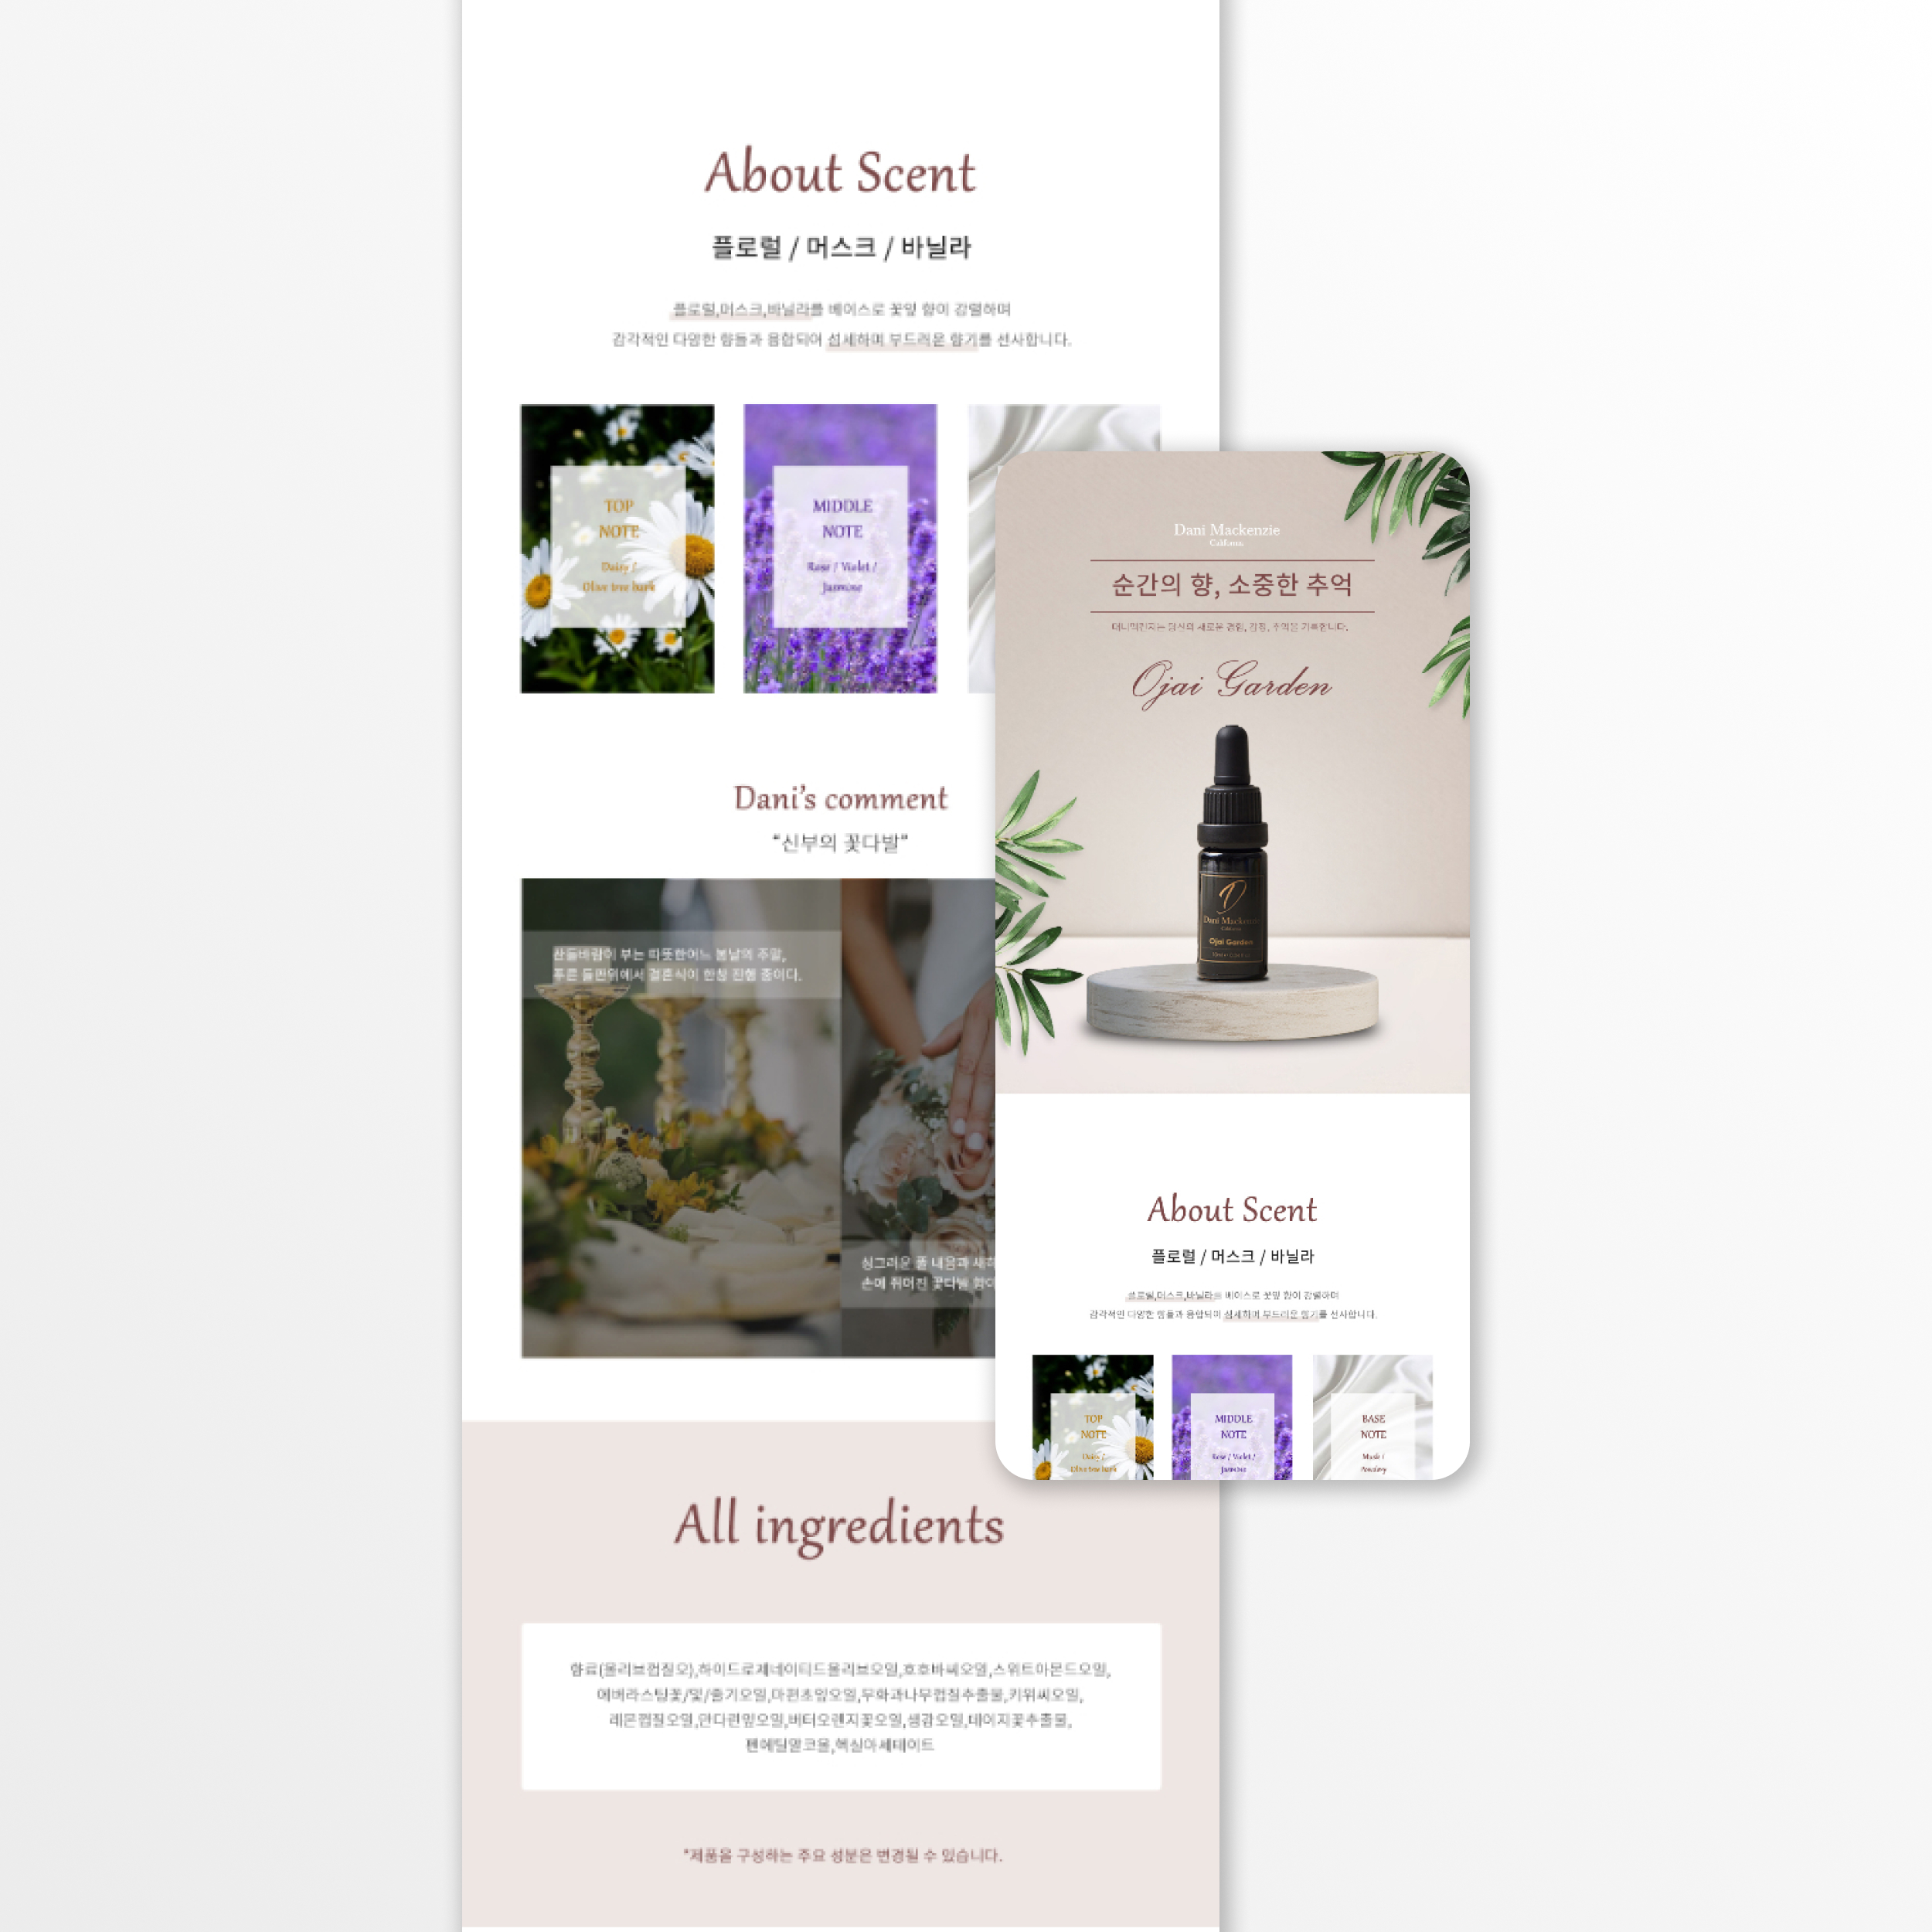 About Scent
플로럴 / 머스크 / 바닐라
플로럴,머스크,바닐라를 베이스로 꽃잎 향이 강렬하며
감각적인 다양한 향들과 융합되어 섬세하며 부드러운 향기를 선사합니다.
TOP
NOTE
Daisy /
Olive tree bark
MIDDLE
NOTE
Rose / Violet /
Jasmine
Dani's comment
"신부의 꽃다발"
산들바람이 부는 따뜻한어느 봄날의 주말,
푸른 들판위에서 결혼식이 한창 진행 중이다.
싱그러운 풀 내음과 새하
손에 쥐어진 꽃다발 향이
All ingredients
향료(올리브껍질오),하이드로제네이티드올리브오일,호호바씨오일,스위트아몬드오일,
에버라스팅꽃/잎/줄기오일,마편초잎오일,무화과나무껍질추출물,키위씨오일,
레몬껍질오일,만다린잎오일,비터오렌지꽃오일,생강오일,데이지꽃추출물,
펜에틸알코올,헥실아세테이트
*제품을 구성하는 주요 성분은 변경될 수 있습니다.
Dani Mackenzie
California
순간의 향, 소중한 추억
대니맥켄지는 당신의 새로운 경험, 감정, 추억을 기록합니다.
Ojai Garden
D
Dani Mackenzie
California
Ojai Garden
About Scent
플로럴 / 머스크 / 바닐라
플로럴,머스크,바닐라를 베이스로 꽃잎 향이 강렬하며
감각적인 다양한 향들과 융합되어 섬세하며 부드러운 향기를 선사합니다.
TOP
NOTE
Daisy /
Olive tree bark
MIDDLE
NOTE
Rose / Violet /
Jasmine
BASE
NOTE
Musk /
Powdery